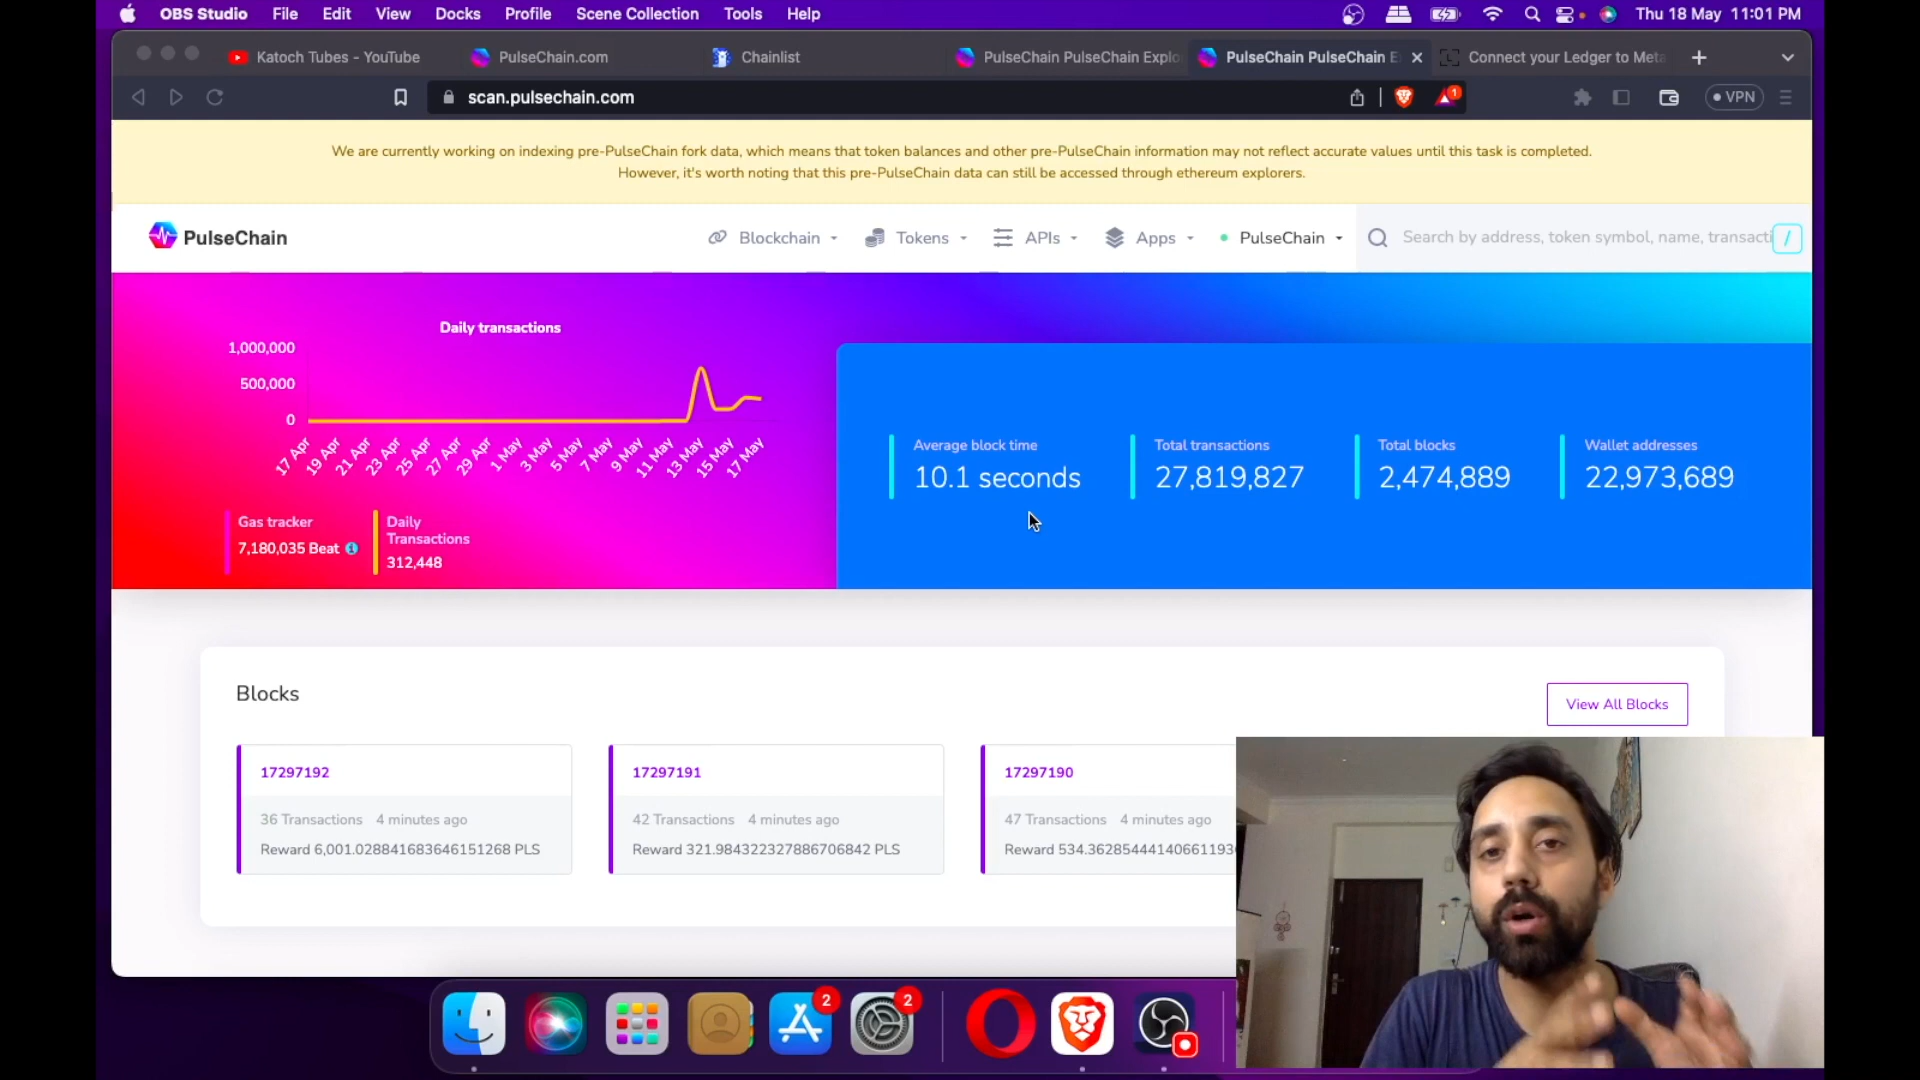 OBS Studio File Edit View Docks Profile Scene Collection Tools Help Thu 18 May 11:01 PM
Katoch Tubes - YouTube PulseChain.com Chainlist PulseChain PulseChain Explo PulseChain PulseChain E Connect your Ledger to Meta
scan.pulsechain.com 1 VPN
We are currently working on indexing pre-PulseChain fork data, which means that token balances and other pre-PulseChain information may not reflect accurate values until this task is completed.
However, it's worth noting that this pre-PulseChain data can still be accessed through ethereum explorers.
PulseChain Blockchain Tokens APIs Apps PulseChain Search by address, token symbol, name, transacti /
Daily transactions
1,000,000
500,000
0
17 Apr 19 Apr 21 Apr 23 Apr 25 Apr 27 Apr 29 Apr 1 May 3 May 5 May 7 May 9 May 11 May 13 May 15 May 17 May
Average block time Total transactions Total blocks Wallet addresses
10.1 seconds 27,819,827 2,474,889 22,973,689
Gas tracker
7,180,035 Beat
Daily
Transactions
312,448
Blocks
View All Blocks
17297192
36 Transactions 4 minutes ago
Reward 6,001.028841683646151268 PLS
17297191
42 Transactions 4 minutes ago
Reward 321.984322327886706842 PLS
17297190
47 Transactions 4 minutes ago
Reward 534.36285444140661193
2 2